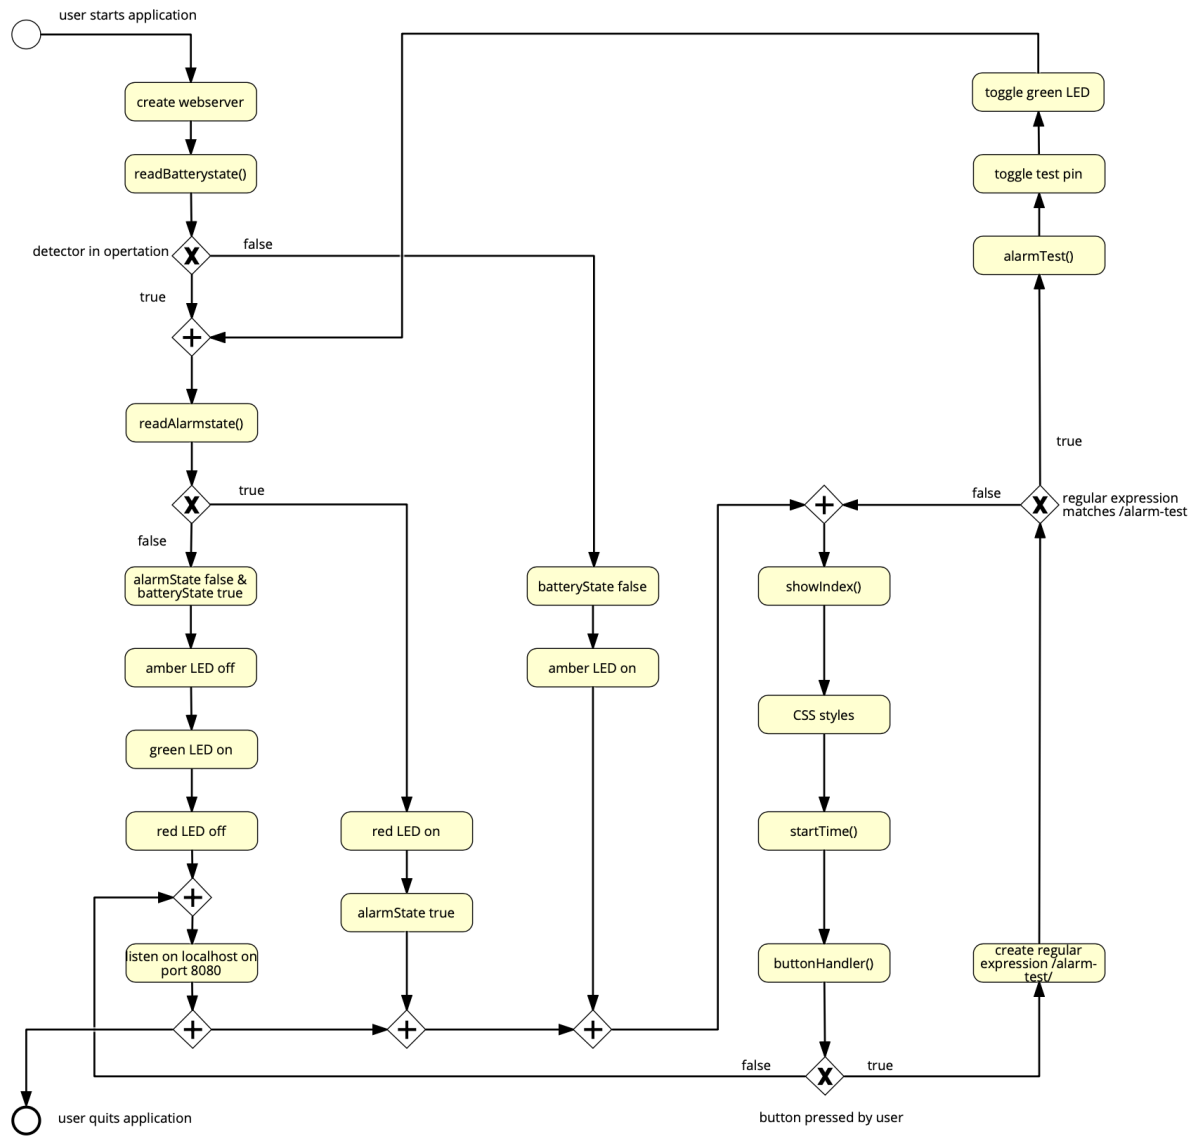 user starts application
create webserver
readBatterystate()
detector in opertation
false
true
readAlarmstate()
true
false
alarmState false &
batteryState true
amber LED off
green LED on
red LED off
listen on localhost on
port 8080
red LED on
alarmState true
batteryState false
amber LED on
toggle green LED
toggle test pin
alarmTest()
true
false
regular expression
matches /alarm-test
showIndex()
CSS styles
startTime()
buttonHandler()
create regular
expression /alarm-
test/
false
true
button pressed by user
user quits application